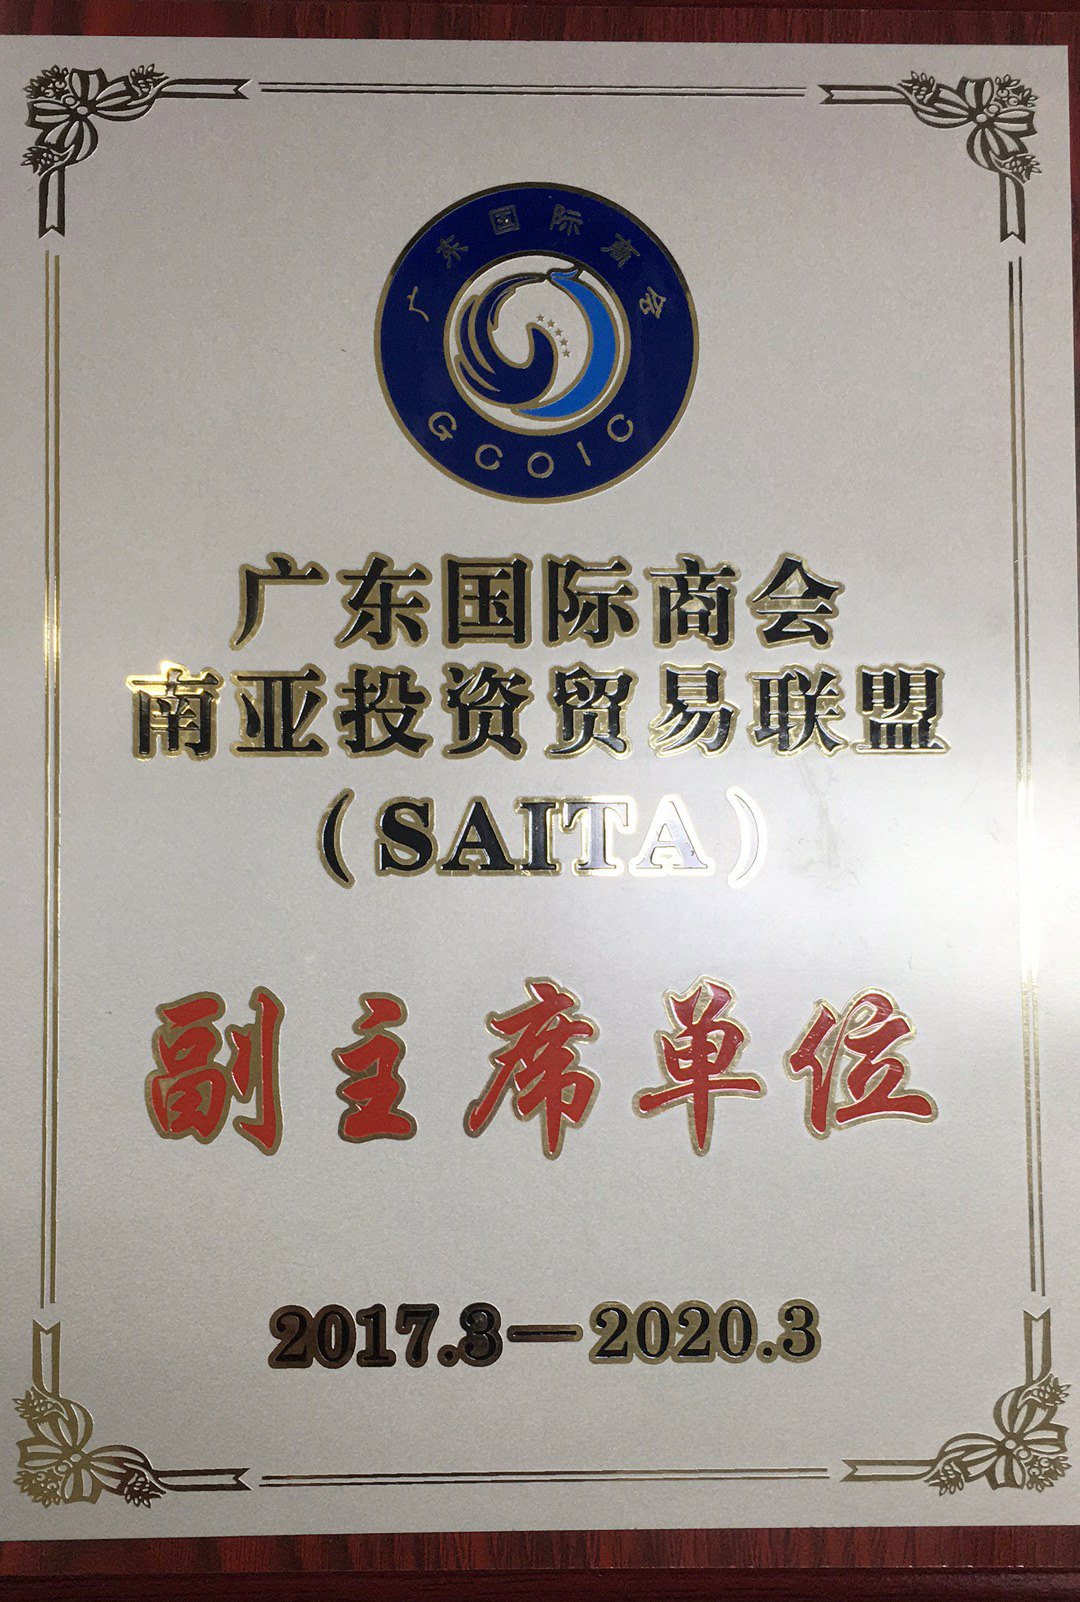 广东国际商会
GCOIC
广东国际商会
南亚投资贸易联盟
（SAITA）
副主席单位
2017.3—2020.3